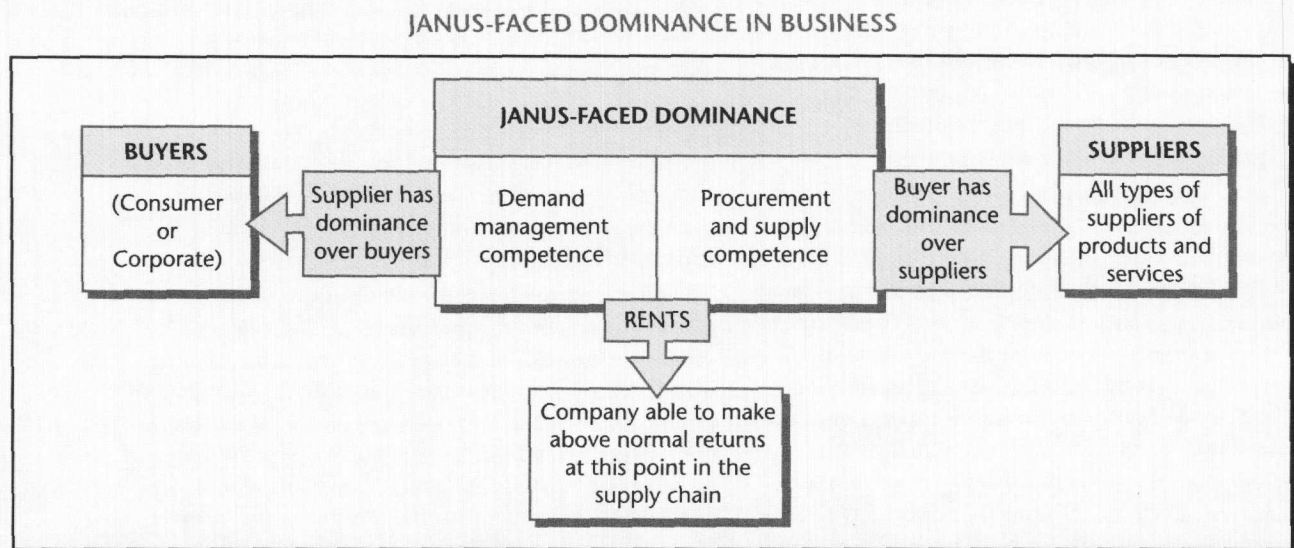 JANUS-FACED DOMINANCE IN BUSINESS
JANUS-FACED DOMINANCE
BUYERS
(Consumer
or
Corporate)
Supplier has
dominance
over buyers
Demand
management
competence
Procurement
and supply
competence
Buyer has
dominance
over
suppliers
SUPPLIERS
All types of
suppliers of
products and
services
RENTS
Company able to make
above normal returns
at this point in the
supply chain